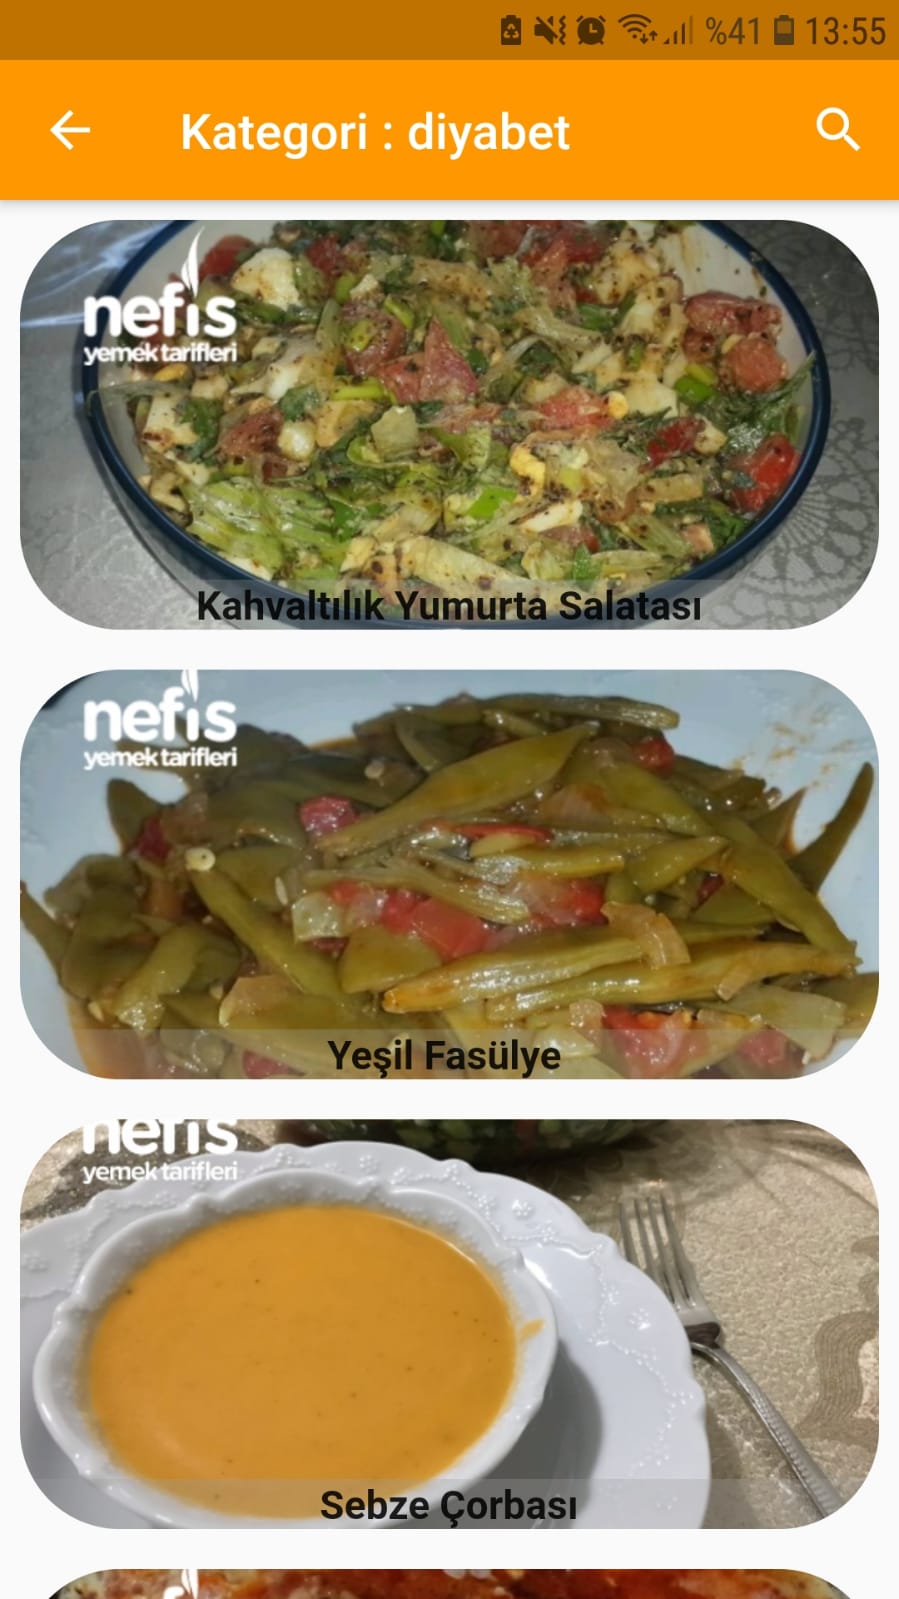 %41 13:55
Kategori : diyabet
nefis
yemek tarifleri
Kahvaltılık Yumurta Salatası
nefis
yemek tarifleri
Yeşil Fasülye
nefis
yemek tarifleri
Sebze Çorbası